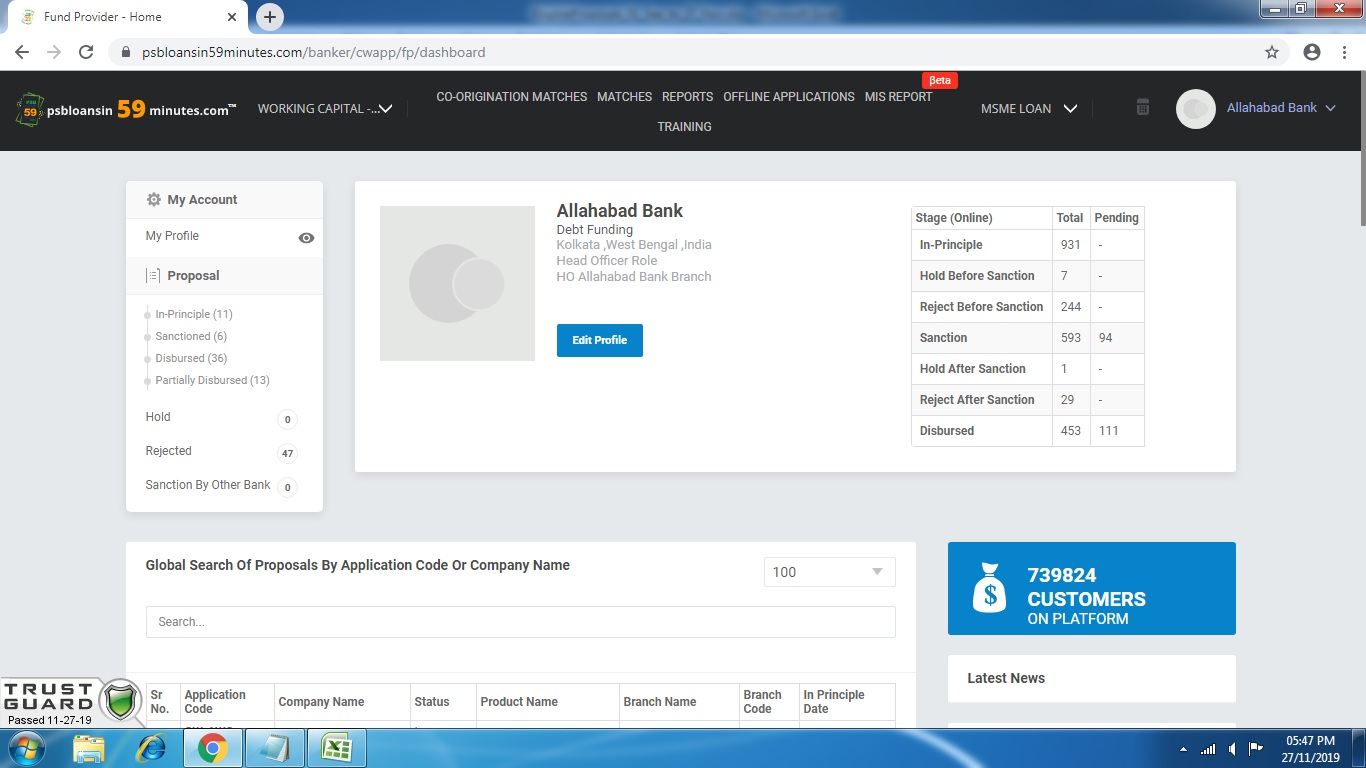 Fund Provider - Home
psbloansin59minutes.com/banker/cwapp/fp/dashboard
psbloansin 59 minutes.com™
WORKING CAPITAL -...
CO-ORIGINATION MATCHES MATCHES REPORTS OFFLINE APPLICATIONS MIS REPORT
βeta
TRAINING
MSME LOAN
Allahabad Bank
My Account
My Profile
Proposal
In-Principle (11)
Sanctioned (6)
Disbursed (36)
Partially Disbursed (13)
Hold 0
Rejected 47
Sanction By Other Bank 0
Allahabad Bank
Debt Funding
Kolkata ,West Bengal ,India
Head Officer Role
HO Allahabad Bank Branch
Edit Profile
Stage (Online) Total Pending
In-Principle 931 -
Hold Before Sanction 7 -
Reject Before Sanction 244 -
Sanction 593 94
Hold After Sanction 1 -
Reject After Sanction 29 -
Disbursed 453 111
Global Search Of Proposals By Application Code Or Company Name
100
Search...
Sr No. Application Code Company Name Status Product Name Branch Name Branch Code In Principle Date
739824
CUSTOMERS
ON PLATFORM
Latest News
TRUST
GUARD
Passed 11-27-19
05:47 PM
27/11/2019